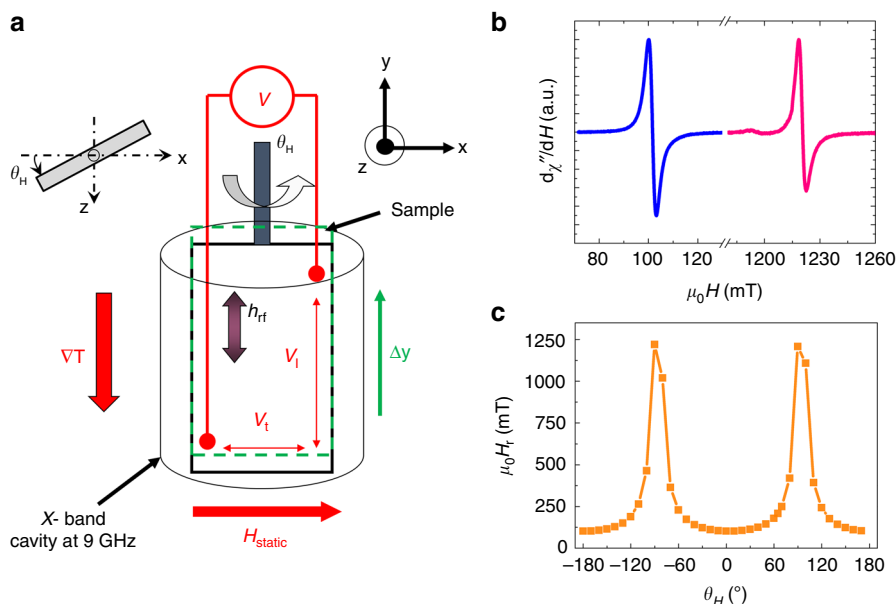 a
V
θH
y
x
z
θH
x
z
Sample
hrf
∇T
Vl
Δy
Vt
X- band
cavity at 9 GHz
Hstatic
b
dχ″/dH (a.u.)
80 100 120 1200 1230 1260
μ0H (mT)
c
μ0Hr (mT)
1250
1000
750
500
250
0
–180 –120 –60 0 60 120 180
θH (°)